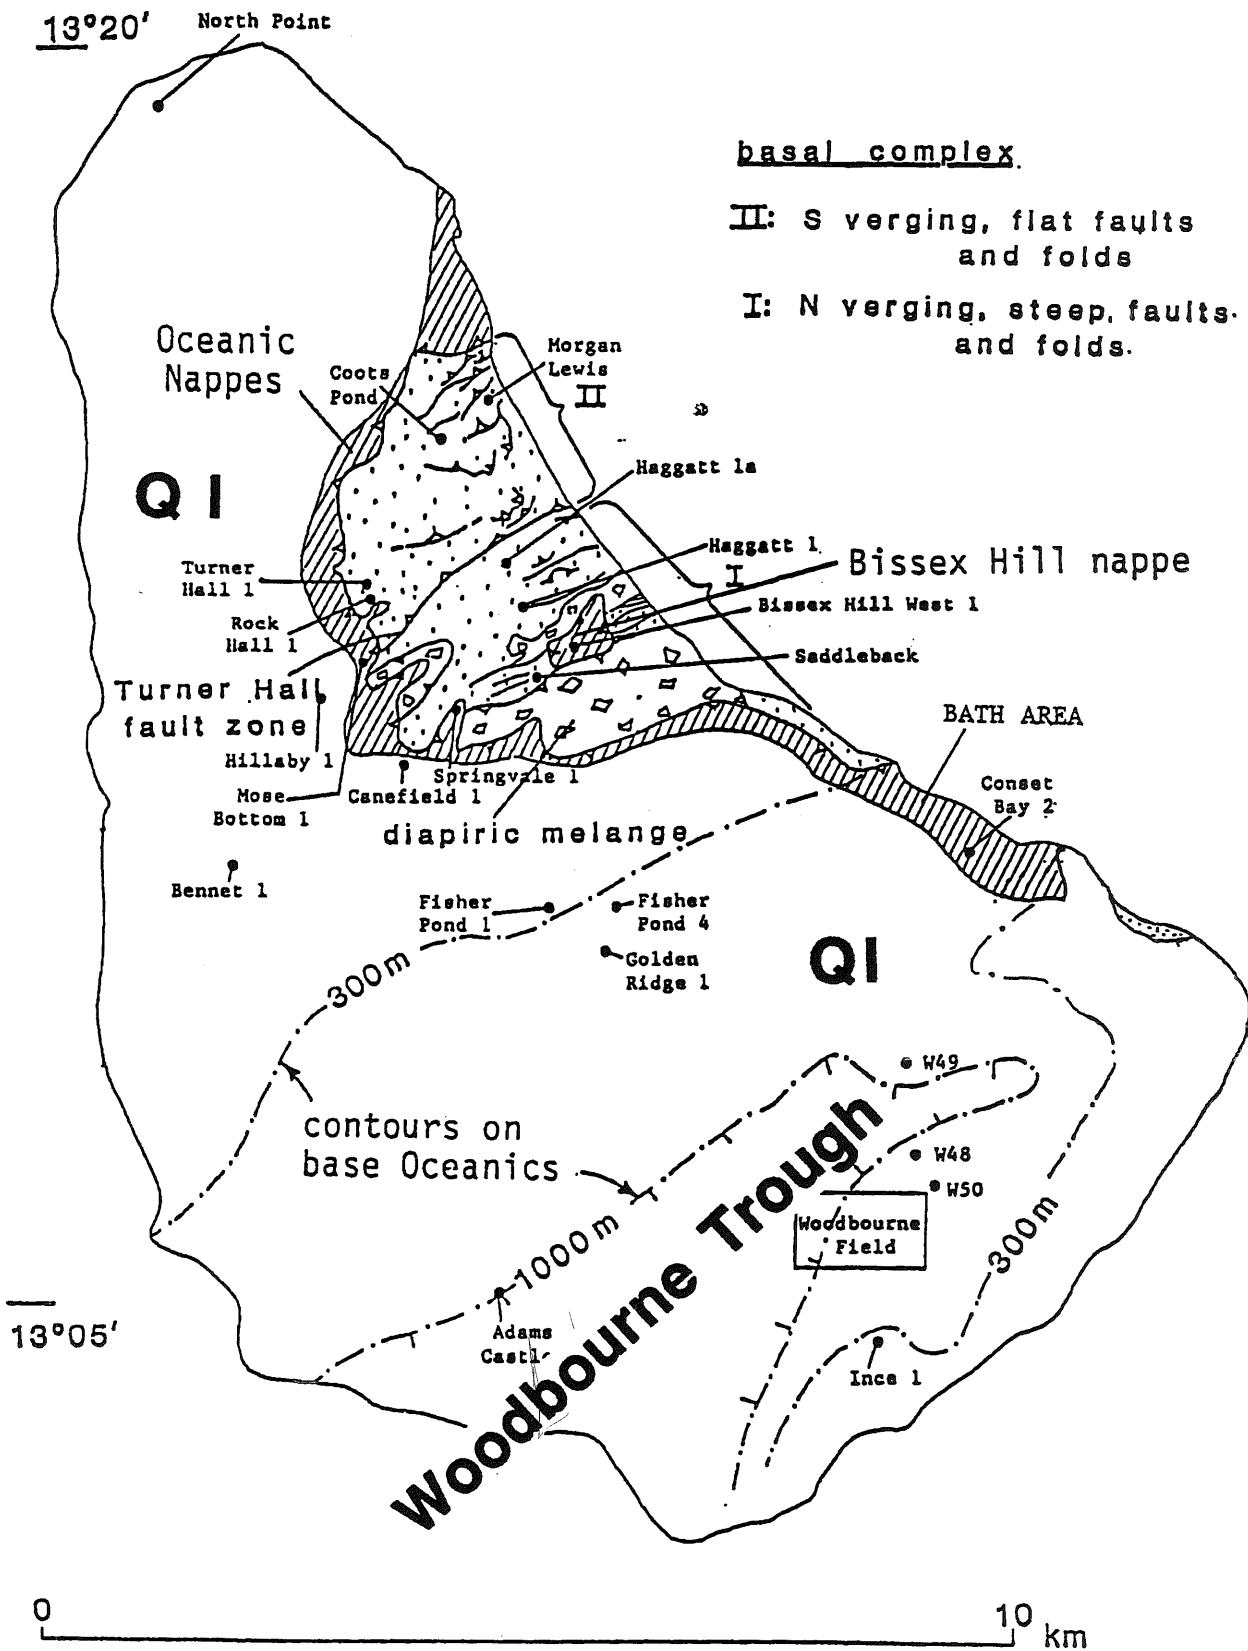 13°20'
North Point
basal complex.
II: S verging, flat faults
and folds
I: N verging, steep, faults.
and folds.
Oceanic
Nappes
Coots
Pond
Morgan
Lewis
II
QI
Haggatt 1a
Haggatt 1.
I
Bissex Hill nappe
Turner
Hall 1
Bissex Hill West 1
Rock
Hall 1
Saddleback
Turner Hall
fault zone
BATH AREA
Hillaby 1
Springvale 1
Mose
Bottom 1
Canefield 1
Conset
Bay 2
diapiric melange
Bennet 1
Fisher
Pond 1
Fisher
Pond 4
QI
Golden
Ridge 1
300m
W49
contours on
base Oceanics
W48
W50
Woodbourne
Field
300m
1000m
Woodbourne Trough
13°05'
Adams
Castle
Ince 1
0
10 km